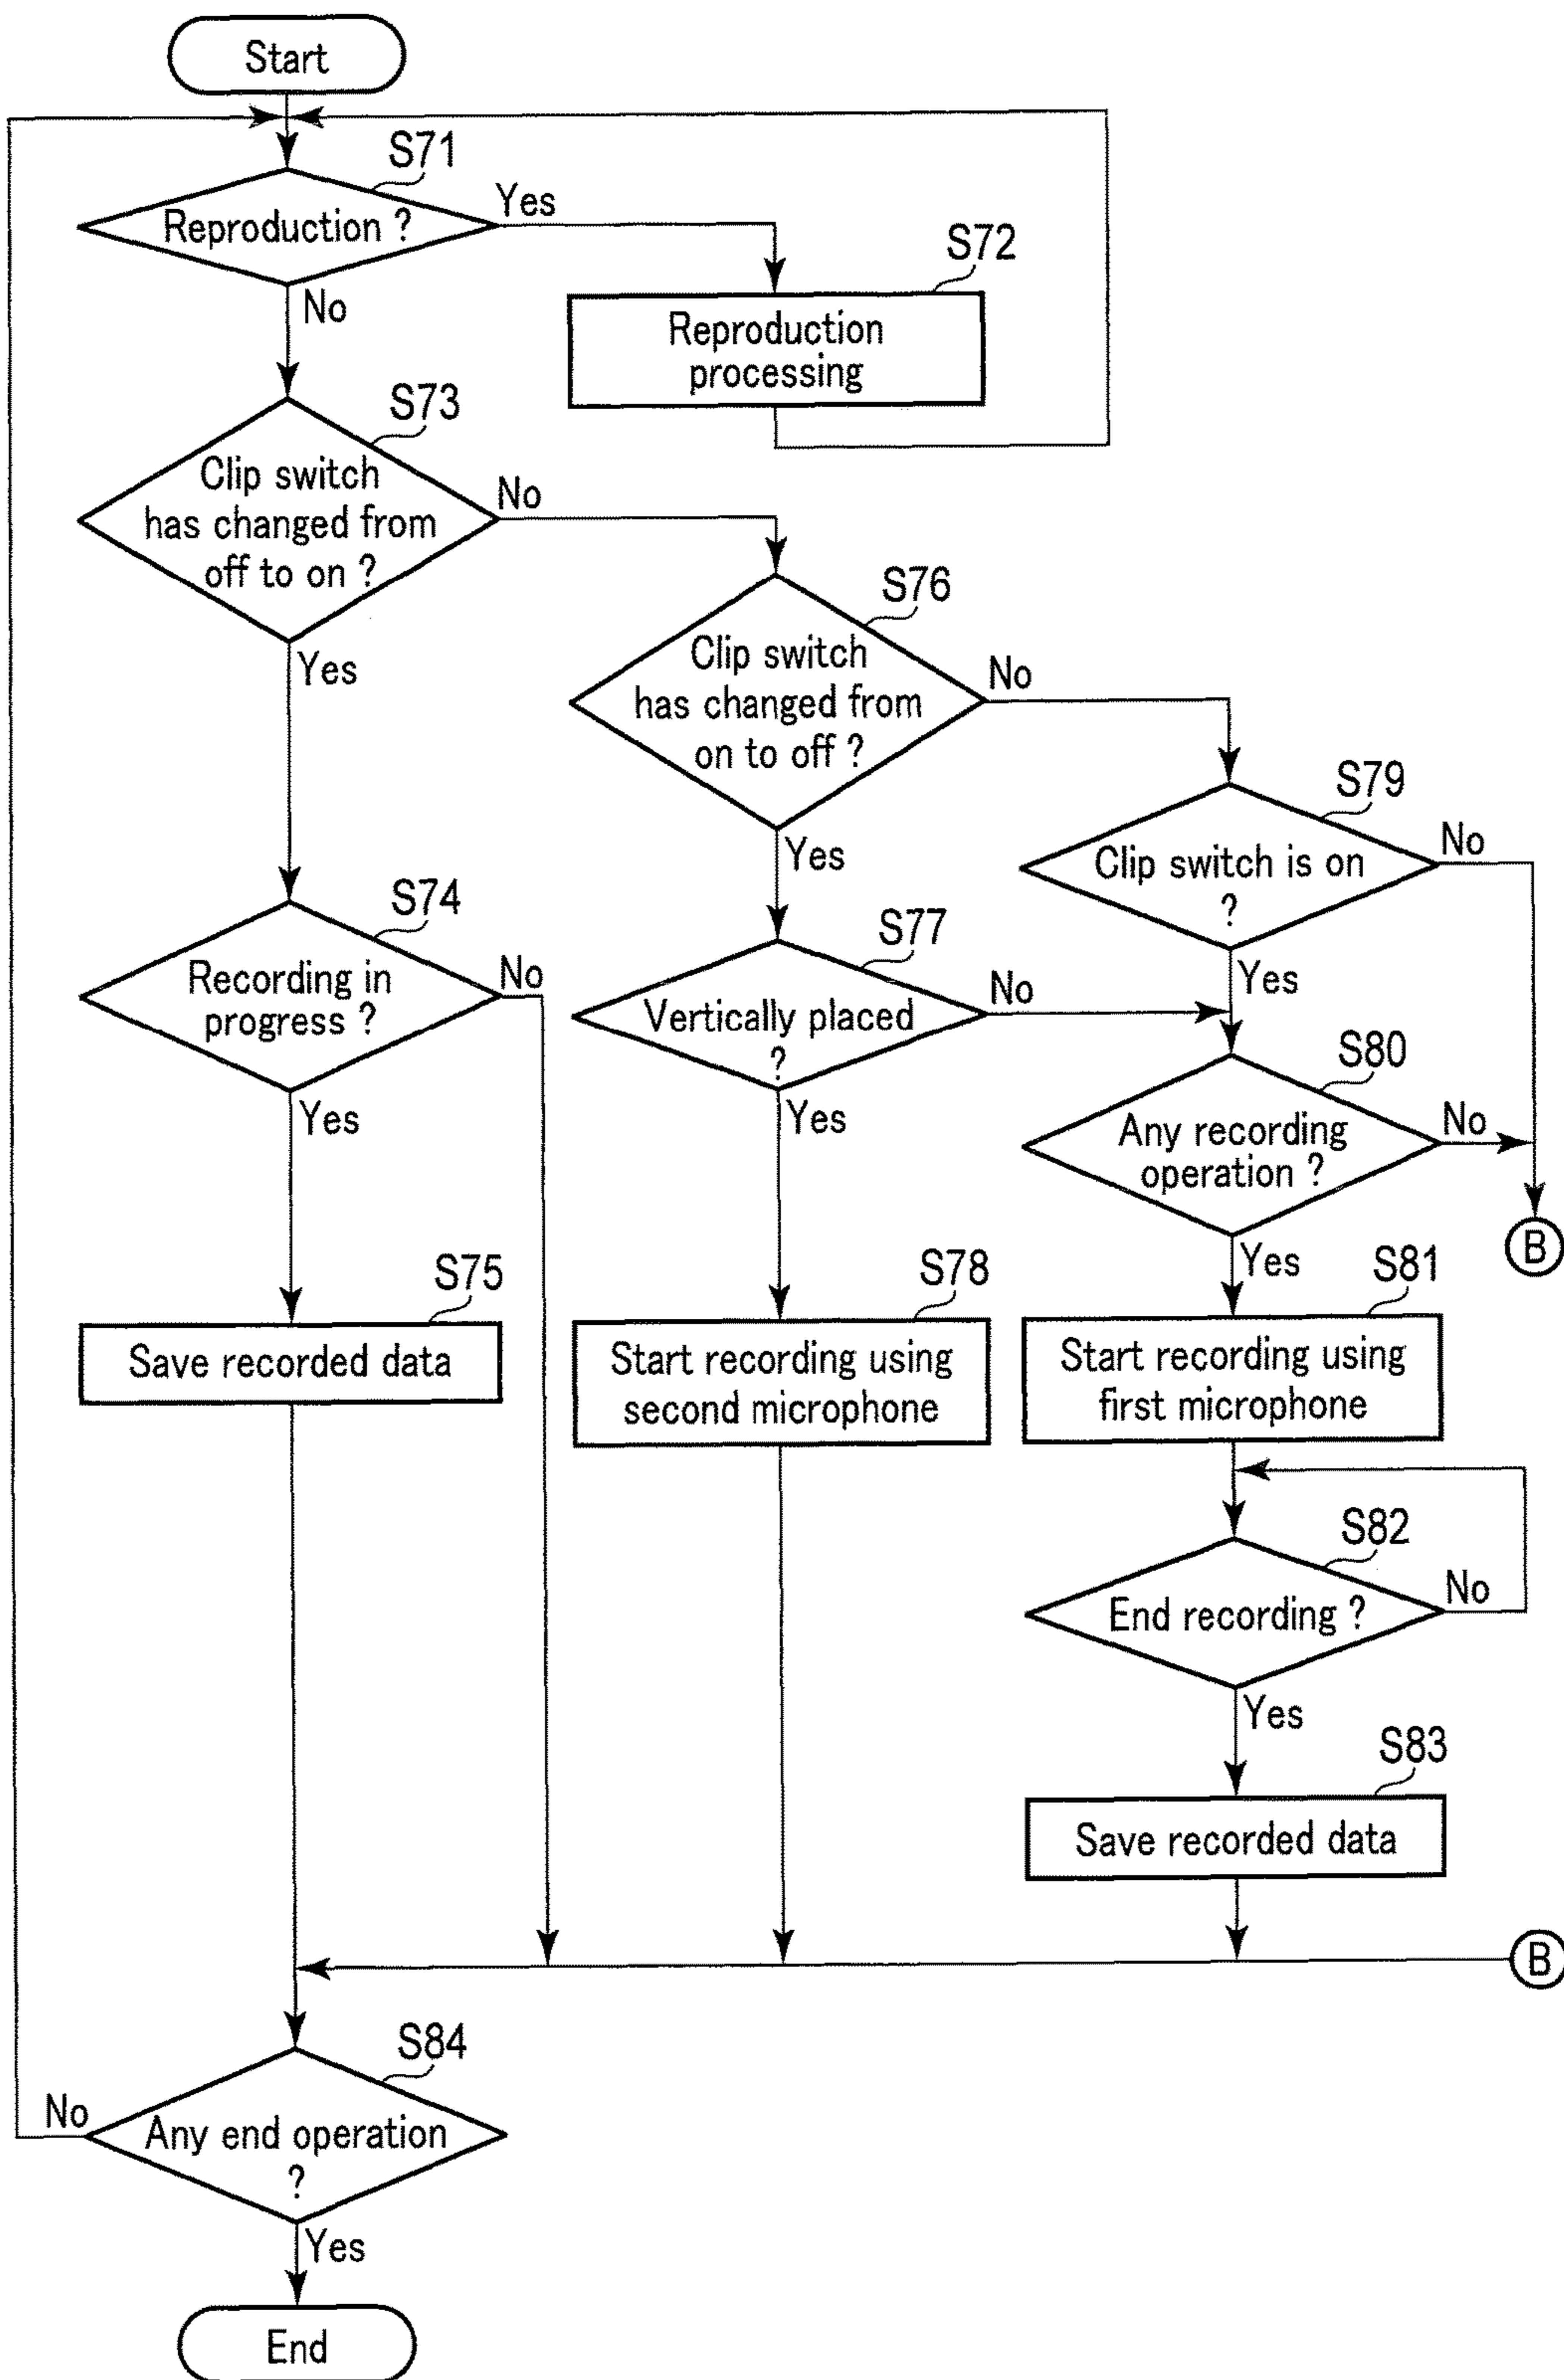 Start
S71
Reproduction ?
Yes
No
S72
Reproduction
processing
S73
Clip switch
has changed from
off to on ?
No
Yes
S76
Clip switch
has changed from
on to off ?
No
Yes
S79
Clip switch is on
?
No
Yes
S74
Recording in
progress ?
No
Yes
S77
Vertically placed
?
No
Yes
S80
Any recording
operation ?
No
Yes
B
S75
Save recorded data
S78
Start recording using
second microphone
S81
Start recording using
first microphone
S82
End recording ?
No
Yes
S83
Save recorded data
B
S84
Any end operation
?
No
Yes
End